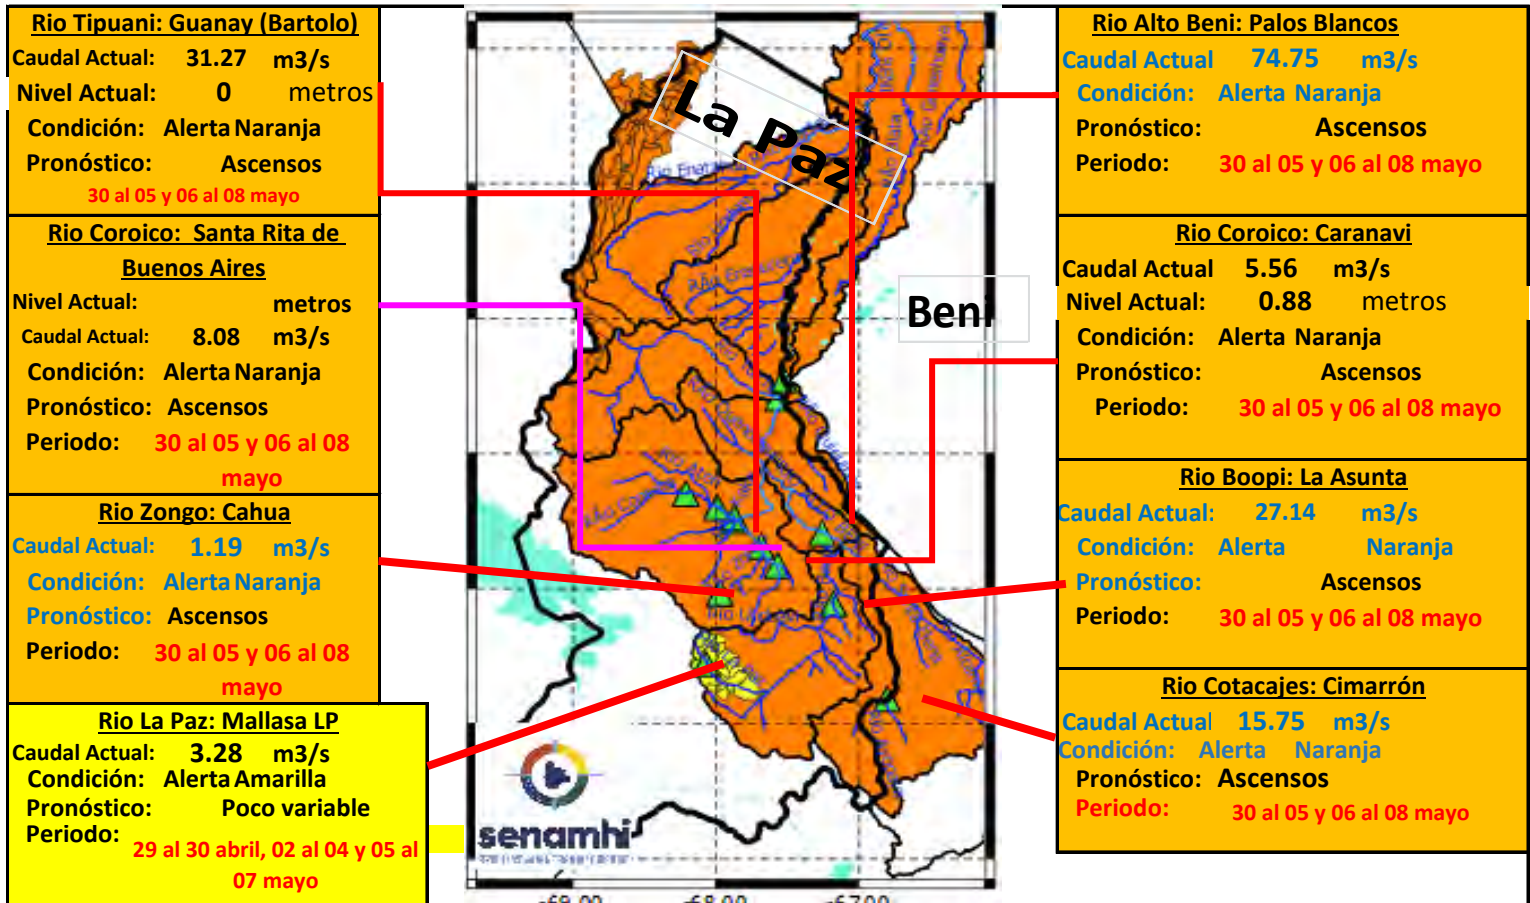 Rio Tipuani: Guanay (Bartolo)
Caudal Actual: 31.27 m3/s
Nivel Actual: 0 metros
Condición: Alerta Naranja
Pronóstico: Ascensos
30 al 05 y 06 al 08 mayo
Rio Coroico: Santa Rita de
Buenos Aires
Nivel Actual: metros
Caudal Actual: 8.08 m3/s
Condición: Alerta Naranja
Pronóstico: Ascensos
Periodo: 30 al 05 y 06 al 08
mayo
Rio Zongo: Cahua
Caudal Actual: 1.19 m3/s
Condición: Alerta Naranja
Pronóstico: Ascensos
Periodo: 30 al 05 y 06 al 08
mayo
Rio La Paz: Mallasa LP
Caudal Actual: 3.28 m3/s
Condición: Alerta Amarilla
Pronóstico: Poco variable
Periodo: 29 al 30 abril, 02 al 04 y 05 al
07 mayo
La Paz
Beni
senamhi
-69.00 -68.00 -67.00
Rio Alto Beni: Palos Blancos
Caudal Actual 74.75 m3/s
Condición: Alerta Naranja
Pronóstico: Ascensos
Periodo: 30 al 05 y 06 al 08 mayo
Rio Coroico: Caranavi
Caudal Actual 5.56 m3/s
Nivel Actual: 0.88 metros
Condición: Alerta Naranja
Pronóstico: Ascensos
Periodo: 30 al 05 y 06 al 08 mayo
Rio Boopi: La Asunta
Caudal Actual: 27.14 m3/s
Condición: Alerta Naranja
Pronóstico: Ascensos
Periodo: 30 al 05 y 06 al 08 mayo
Rio Cotacajes: Cimarrón
Caudal Actual 15.75 m3/s
Condición: Alerta Naranja
Pronóstico: Ascensos
Periodo: 30 al 05 y 06 al 08 mayo